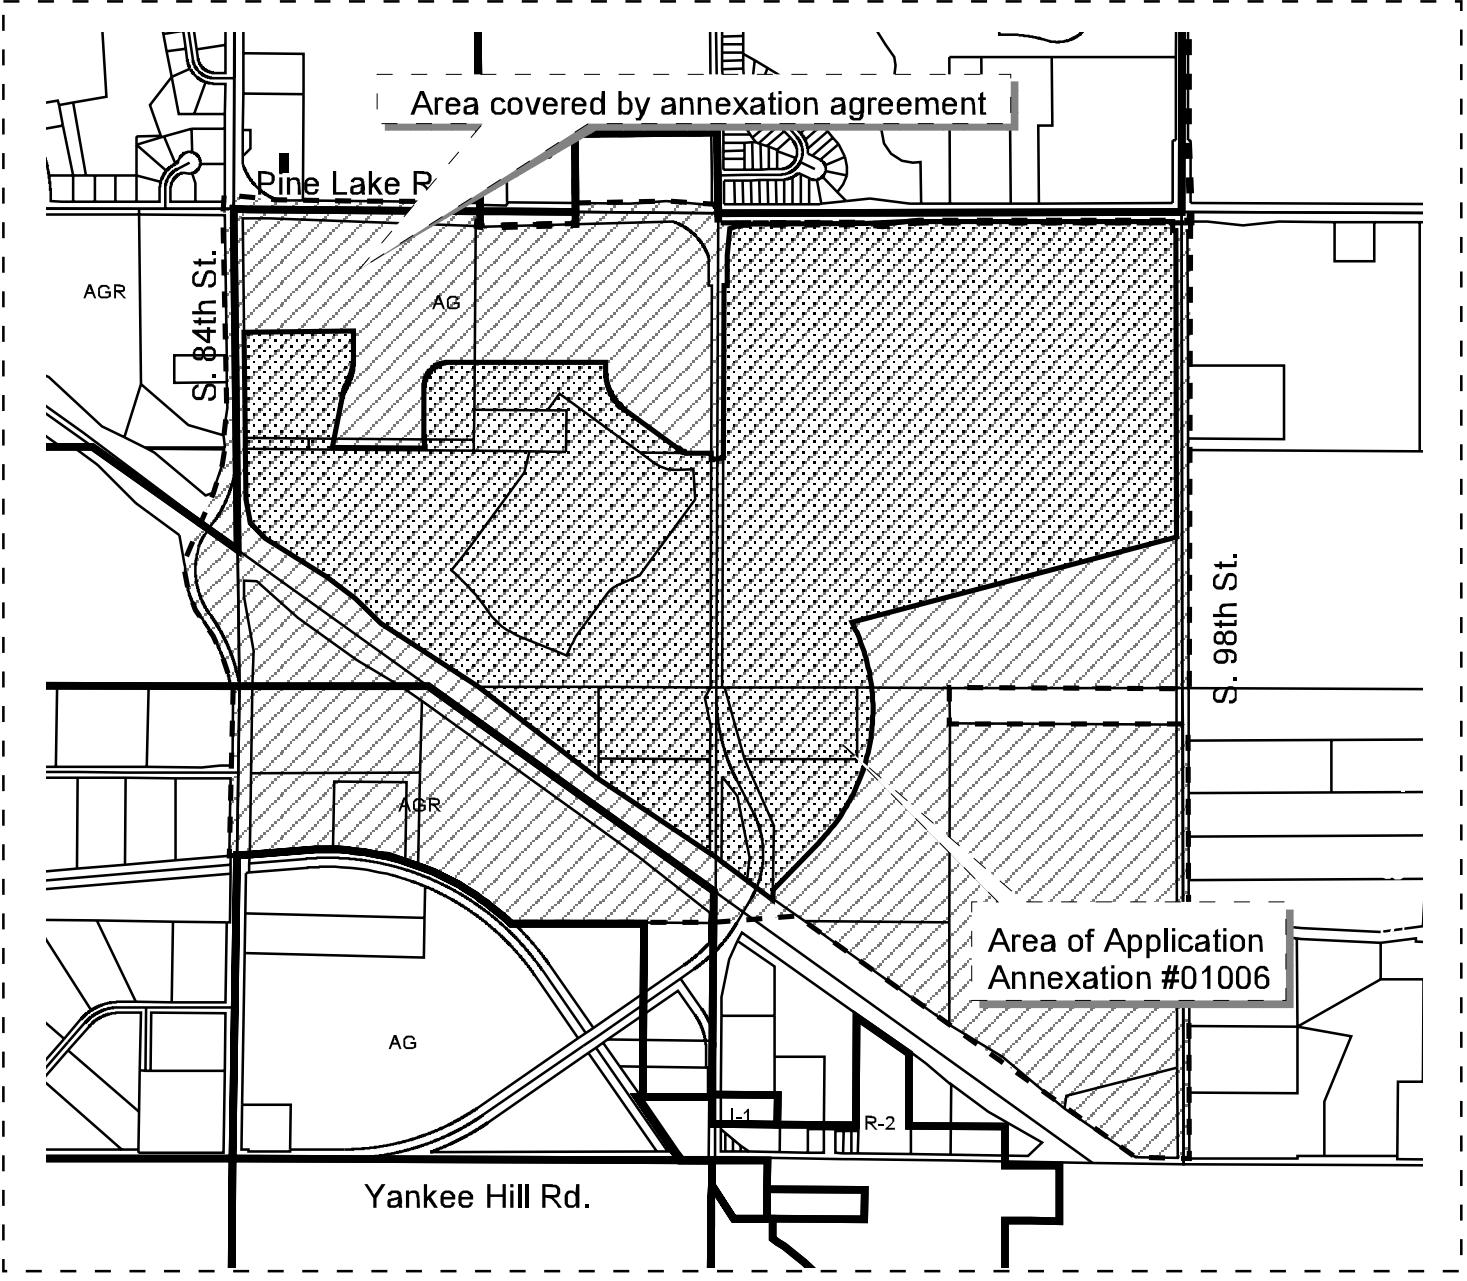 Area covered by annexation agreement
Pine Lake R
AGR
S. 84th St.
AG
S. 98th St.
AGR
Area of Application
Annexation #01006
AG
I-1
R-2
Yankee Hill Rd.